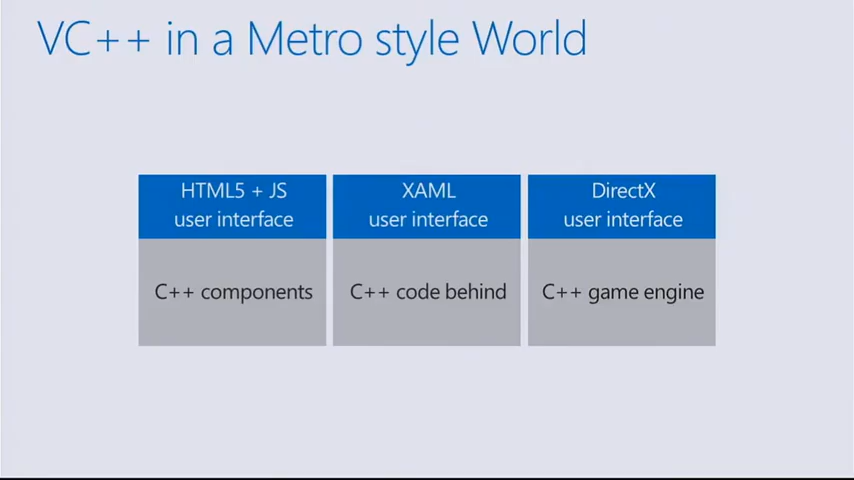 VC++ in a Metro style World
HTML5 + JS
user interface
C++ components
XAML
user interface
C++ code behind
DirectX
user interface
C++ game engine